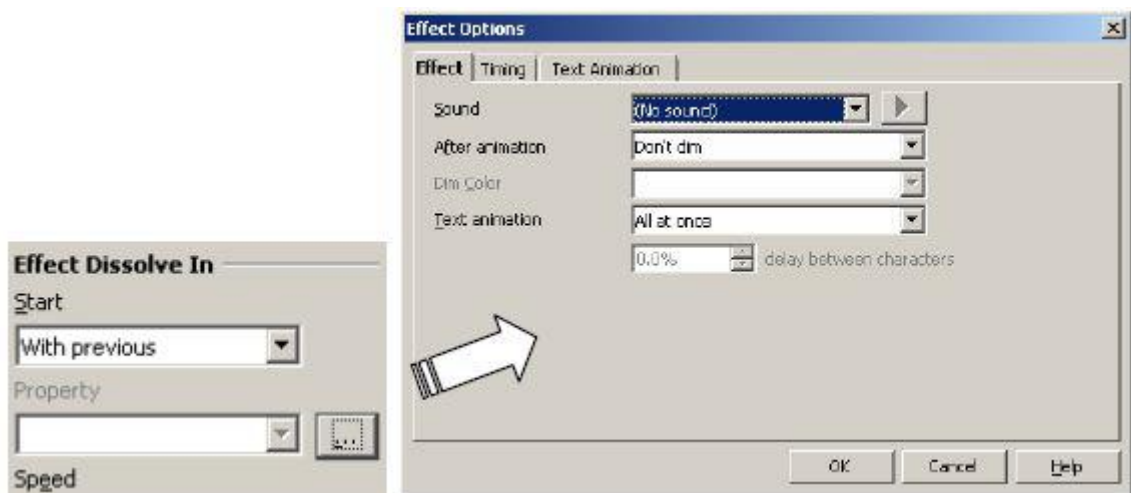 Effect Dissolve In
Start
With previous
Property
...
Speed
Effect Options
Effect Timing Text Animation
Sound (No sound)
After animation Don't dim
Dim Color
Text animation All at once
0.0% delay between characters
OK Cancel Help